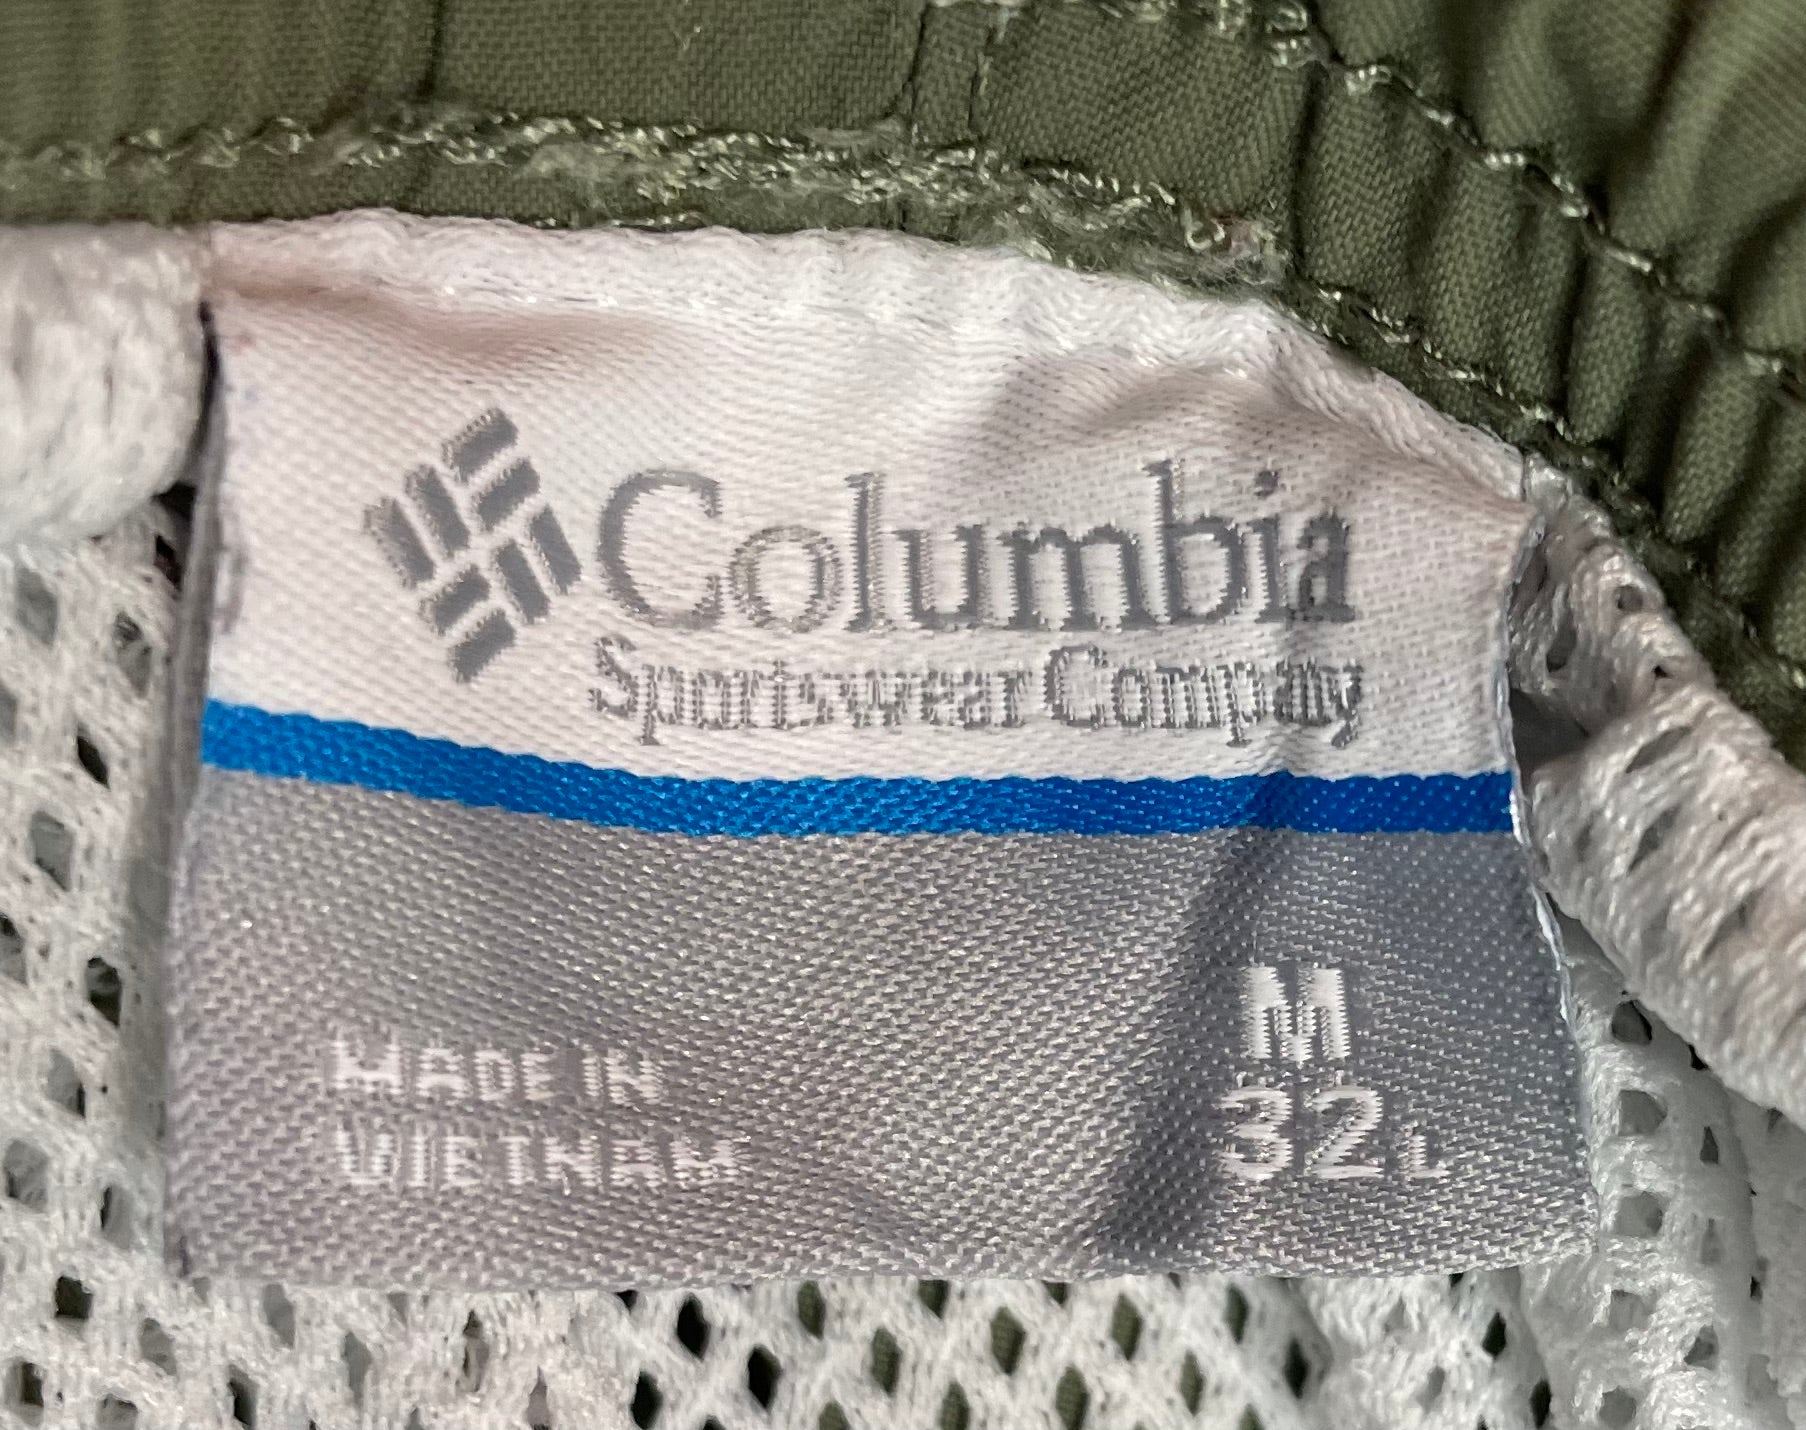 Columbia
Sportswear Company
MADE IN
VIETNAM
M
32L